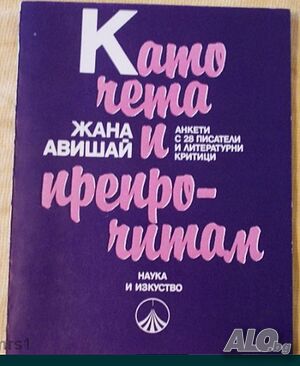 Като
чета
ЖАНА
АВИШАЙ
и
АНКЕТИ
С 28 ПИСАТЕЛИ
И ЛИТЕРАТУРНИ
КРИТИЦИ
препро-
читам
НАУКА
И ИЗКУСТВО
ALO.bg